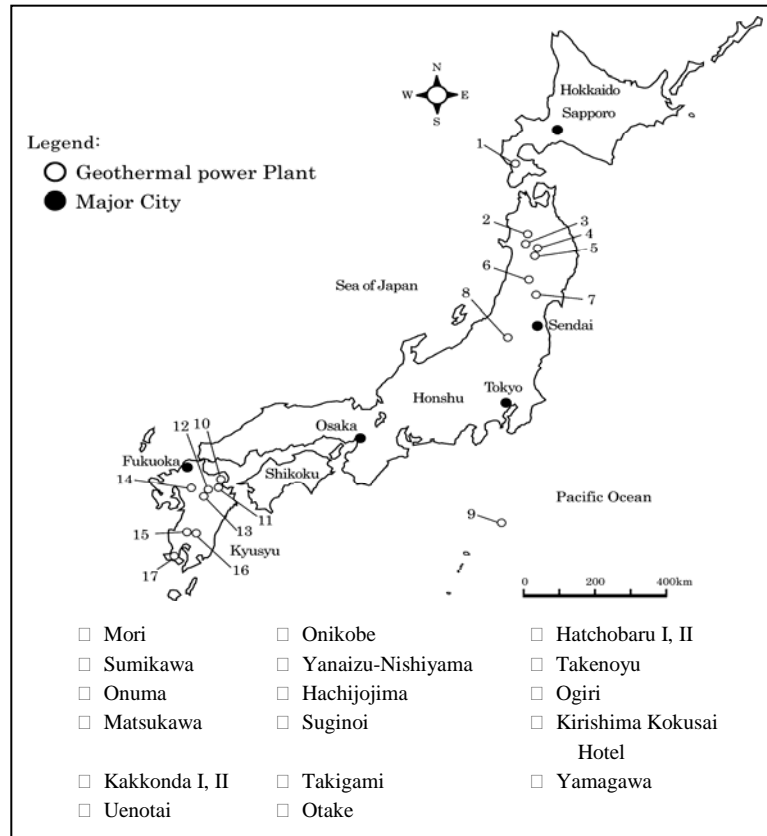 N
W E
S
Hokkaido
Sapporo
Legend:
Geothermal power Plant
Major City
1
2
3
4
5
6
7
8
Sea of Japan
Sendai
Honshu
Tokyo
12 10
Osaka
Fukuoka
Shikoku
14
Pacific Ocean
9
11
13
15
Kyusyu
16
17
0 200 400km
□ Mori
□ Sumikawa
□ Onuma
□ Matsukawa
□ Kakkonda I, II
□ Uenotai
□ Onikobe
□ Yanaizu-Nishiyama
□ Hachijojima
□ Suginoi
□ Takigami
□ Otake
□ Hatchobaru I, II
□ Takenoyu
□ Ogiri
□ Kirishima Kokusai
Hotel
□ Yamagawa